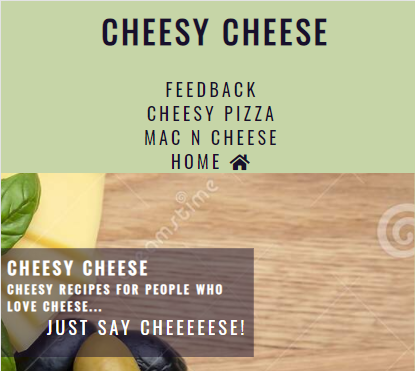 CHEESY CHEESE
FEEDBACK
CHEESY PIZZA
MAC N CHEESE
HOME
CHEESY CHEESE
CHEESY RECIPES FOR PEOPLE WHO
LOVE CHEESE...
JUST SAY CHEEEEESE!